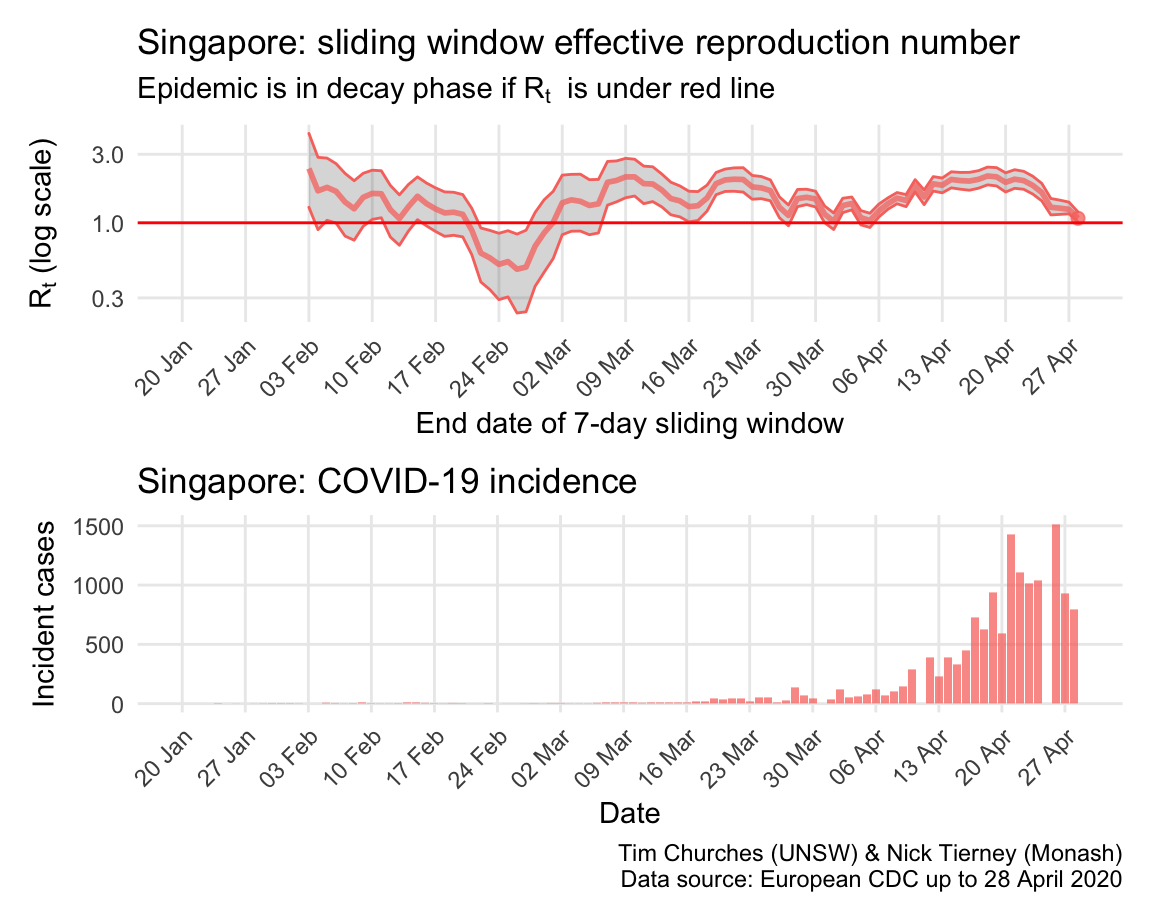 Singapore: sliding window effective reproduction number
Epidemic is in decay phase if Rt is under red line
Rt (log scale)
3.0
1.0
0.3
20 Jan
27 Jan
03 Feb
10 Feb
17 Feb
24 Feb
02 Mar
09 Mar
16 Mar
23 Mar
30 Mar
06 Apr
13 Apr
20 Apr
27 Apr
End date of 7-day sliding window
Singapore: COVID-19 incidence
Incident cases
1500
1000
500
0
20 Jan
27 Jan
03 Feb
10 Feb
17 Feb
24 Feb
02 Mar
09 Mar
16 Mar
23 Mar
30 Mar
06 Apr
13 Apr
20 Apr
27 Apr
Date
Tim Churches (UNSW) & Nick Tierney (Monash)
Data source: European CDC up to 28 April 2020